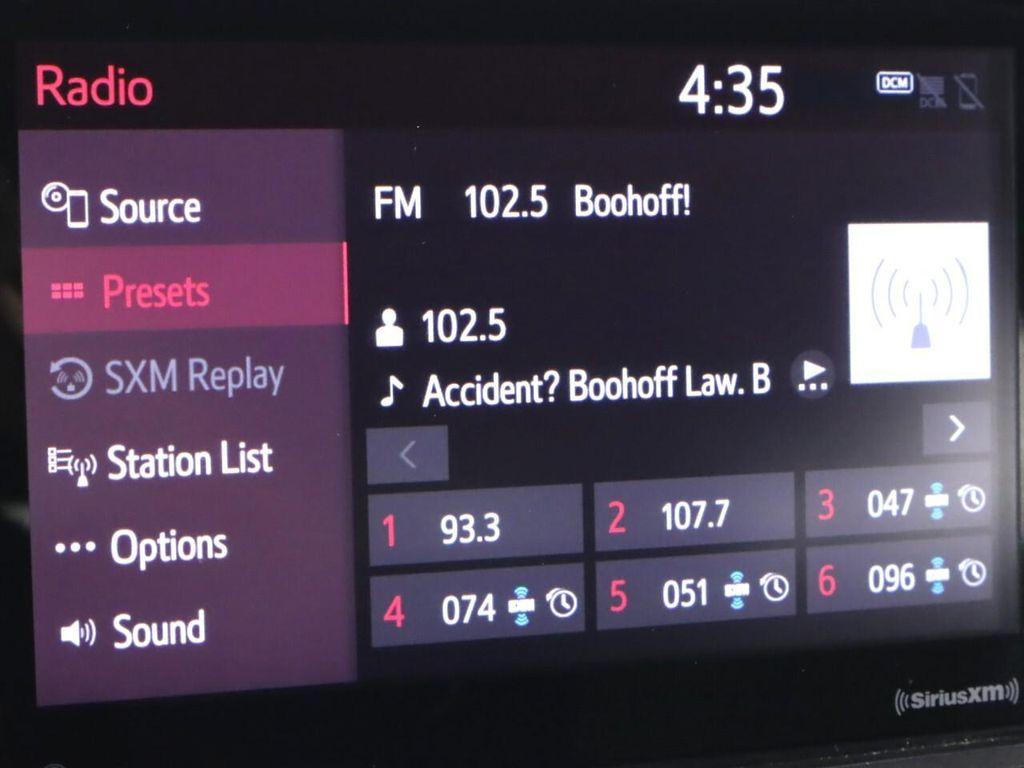 Radio
4:35
DCM
DCM
Source
FM 102.5 Boohoff!
Presets
102.5
SXM Replay
Accident? Boohoff Law. B
Station List
1 93.3
2 107.7
3 047
Options
4 074
5 051
6 096
Sound
SiriusXM